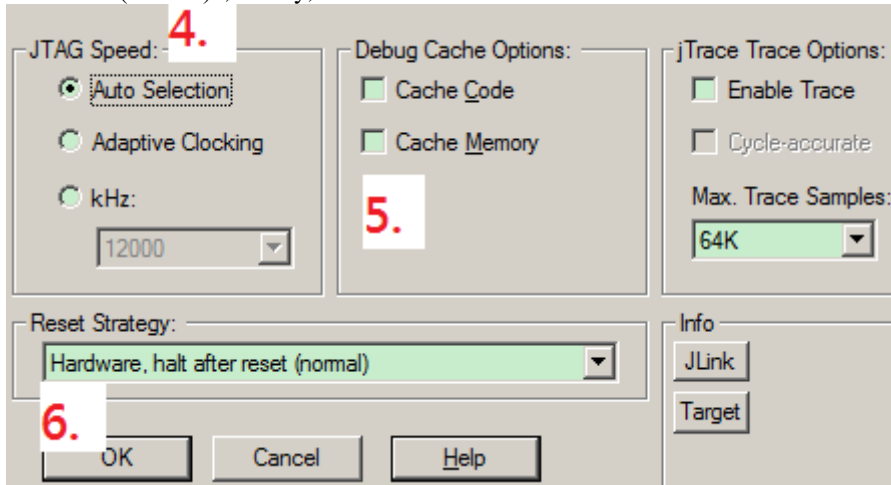 4.
JTAG Speed:
Auto Selection
Adaptive Clocking
kHz:
12000
Debug Cache Options:
Cache Code
Cache Memory
5.
jTrace Trace Options:
Enable Trace
Cycle-accurate
Max. Trace Samples:
64K
Reset Strategy:
Hardware, halt after reset (normal)
Info
JLink
Target
6.
OK
Cancel
Help